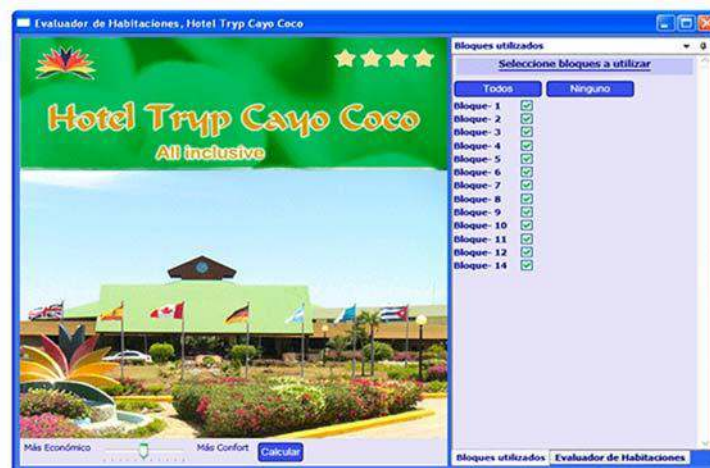 Evaluador de Habitaciones, Hotel Tryp Cayo Coco
Hotel Tryp Cayo Coco
All inclusive
Más Económico
Más Confort
Calcular
Bloques utilizados
Seleccione bloques a utilizar
Todos
Ninguno
Bloque- 1
Bloque- 2
Bloque- 3
Bloque- 4
Bloque- 5
Bloque- 6
Bloque- 7
Bloque- 8
Bloque- 9
Bloque- 10
Bloque- 11
Bloque- 12
Bloque- 14
Bloques utilizados
Evaluador de Habitaciones